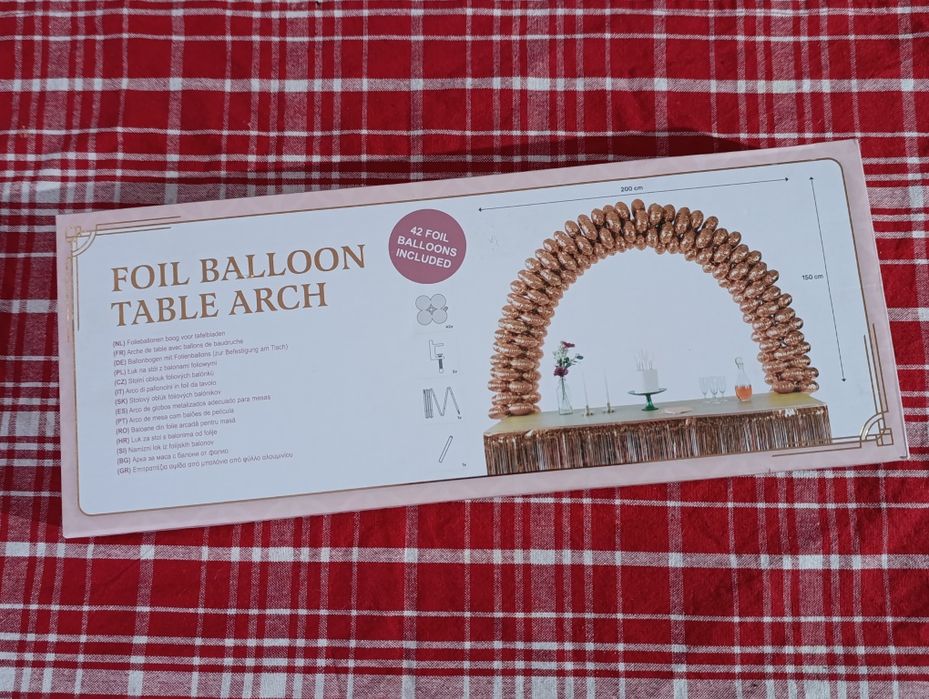 FOIL BALLOON
TABLE ARCH
42 FOIL
BALLOONS
INCLUDED
(NL) Folieballonen boog voor tafelbladen
(FR) Arche de table avec ballons de baudruche
(DE) Ballonbogen mit Folienballons (zur Befestigung am Tisch)
(PL) Łuk na stół z balonami foliowymi
(CZ) Stolní oblouk fóliových balónků
(IT) Arco di palloncini in foil da tavolo
(SK) Stolový oblúk fóliových balónikov
(ES) Arco de globos metalizados adecuado para mesas
(PT) Arco de mesa com balões de película
(RO) Baloane din folie arcadă pentru masă
(HR) Luk za stol s balonima od folije
(SI) Namizni lok iz folijskih balonov
(BG) Арка за маса с балони от фолио
(GR) Επιτραπέζια αψίδα από μπαλόνια από φύλλο αλουμινίου
200 cm
150 cm